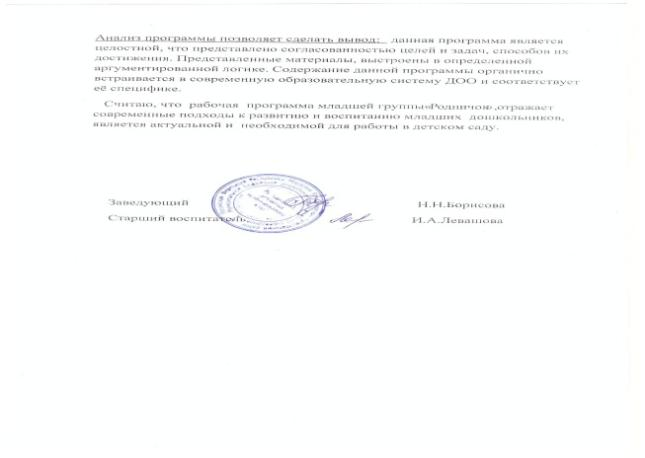 Анализ программы позволяет сделать вывод: данная программа является
целостной, что представлено согласованностью целей и задач, способов их
достижения. Представленные материалы, выстроены в определенной
аргументированной логике. Содержание данной программы органично
встраивается в современную образовательную систему ДОО и соответствует
её специфике.
Считаю, что рабочая программа младшей группы «Родничок» ,отражает
современные подходы к развитию и воспитанию младших дошкольников,
является актуальной и необходимой для работы в детском саду.
Заведующий Н.Н.Борисова
Старший воспитатель И.А.Левашова